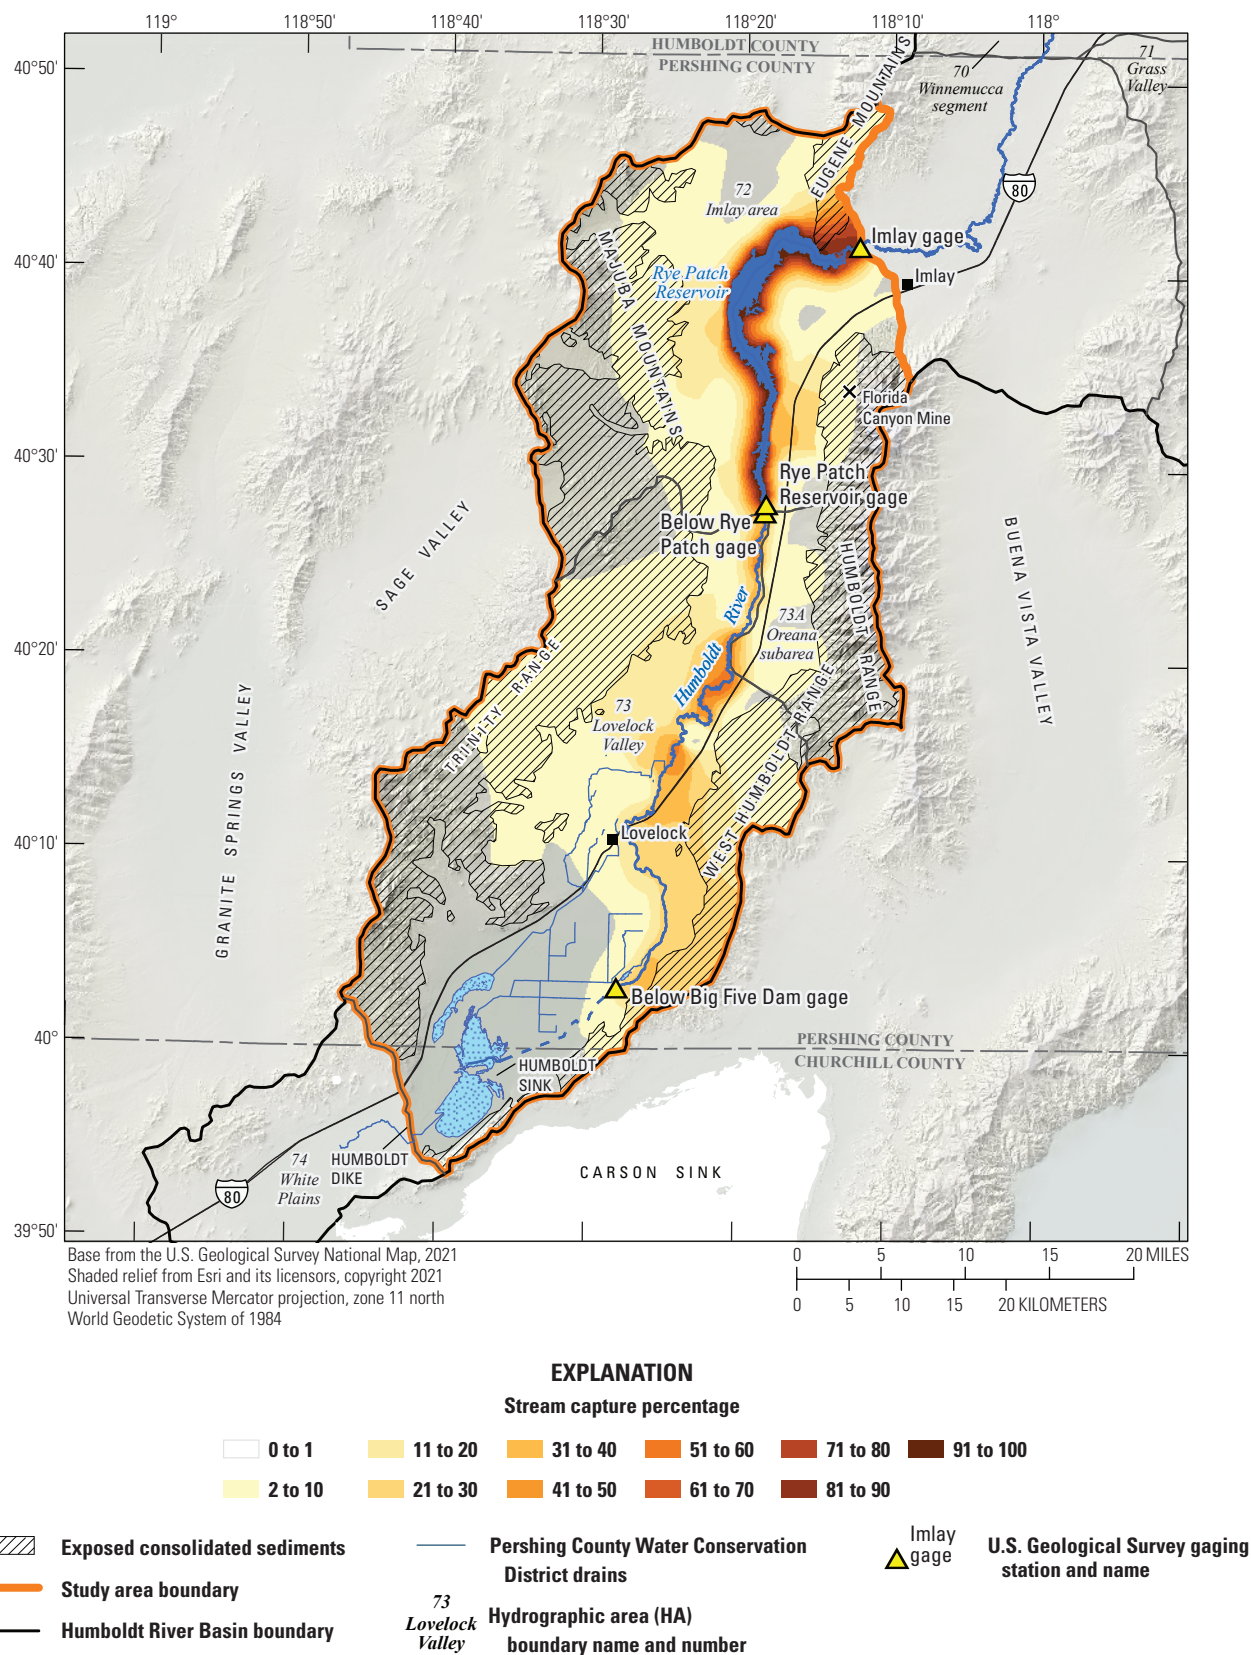 119°
118°50'
118°40'
118°30'
118°20'
118°10'
118°
40°50'
40°40'
40°30'
40°20'
40°10'
40°
39°50'
HUMBOLDT COUNTY
PERSHING COUNTY
70
Winnemucca
segment
71
Grass
Valley
80
EUGENE MOUNTAINS
72
Imlay area
Imlay gage
Imlay
Rye Patch
Reservoir
MAJUBA MOUNTAINS
Florida
Canyon Mine
Rye Patch
Reservoir gage
Below Rye
Patch gage
SAGE VALLEY
BUENA VISTA VALLEY
HUMBOLDT RANGE
Humboldt River
73A
Oreana
subarea
TRINITY RANGE
73
Lovelock
Valley
WEST HUMBOLDT RANGE
GRANITE SPRINGS VALLEY
Lovelock
Below Big Five Dam gage
PERSHING COUNTY
CHURCHILL COUNTY
HUMBOLDT
SINK
HUMBOLDT
DIKE
74
White
Plains
80
CARSON SINK
Base from the U.S. Geological Survey National Map, 2021
Shaded relief from Esri and its licensors, copyright 2021
Universal Transverse Mercator projection, zone 11 north
World Geodetic System of 1984
0 5 10 15 20 MILES
0 5 10 15 20 KILOMETERS
EXPLANATION
Stream capture percentage
0 to 1
11 to 20
31 to 40
51 to 60
71 to 80
91 to 100
2 to 10
21 to 30
41 to 50
61 to 70
81 to 90
Exposed consolidated sediments
Study area boundary
Humboldt River Basin boundary
Pershing County Water Conservation
District drains
73
Lovelock
Valley
Hydrographic area (HA)
boundary name and number
Imlay
gage
U.S. Geological Survey gaging
station and name